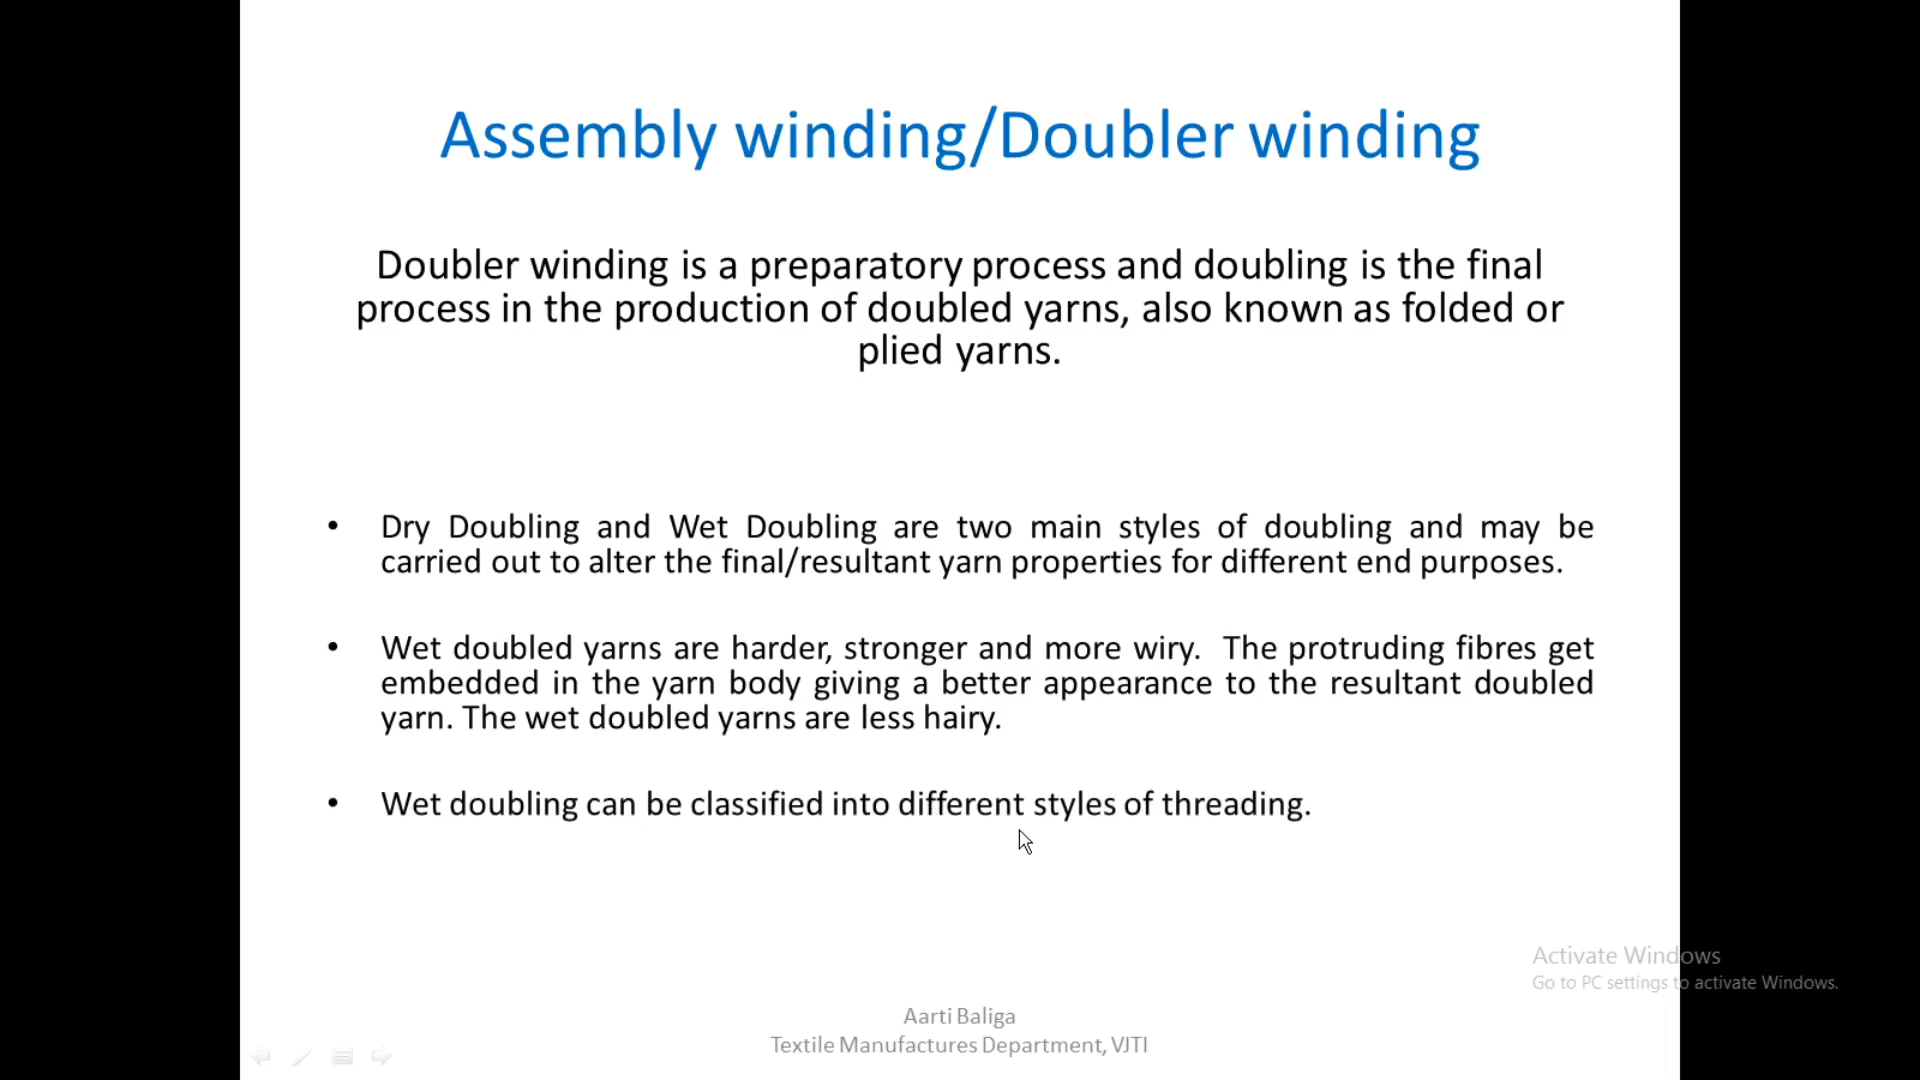 Assembly winding/Doubler winding
Doubler winding is a preparatory process and doubling is the final
process in the production of doubled yarns, also known as folded or
plied yarns.
• Dry Doubling and Wet Doubling are two main styles of doubling and may be
carried out to alter the final/resultant yarn properties for different end purposes.
• Wet doubled yarns are harder, stronger and more wiry. The protruding fibres get
embedded in the yarn body giving a better appearance to the resultant doubled
yarn. The wet doubled yarns are less hairy.
• Wet doubling can be classified into different styles of threading.
Activate Windows
Go to PC settings to activate Windows.
Aarti Baliga
Textile Manufactures Department, VJTI